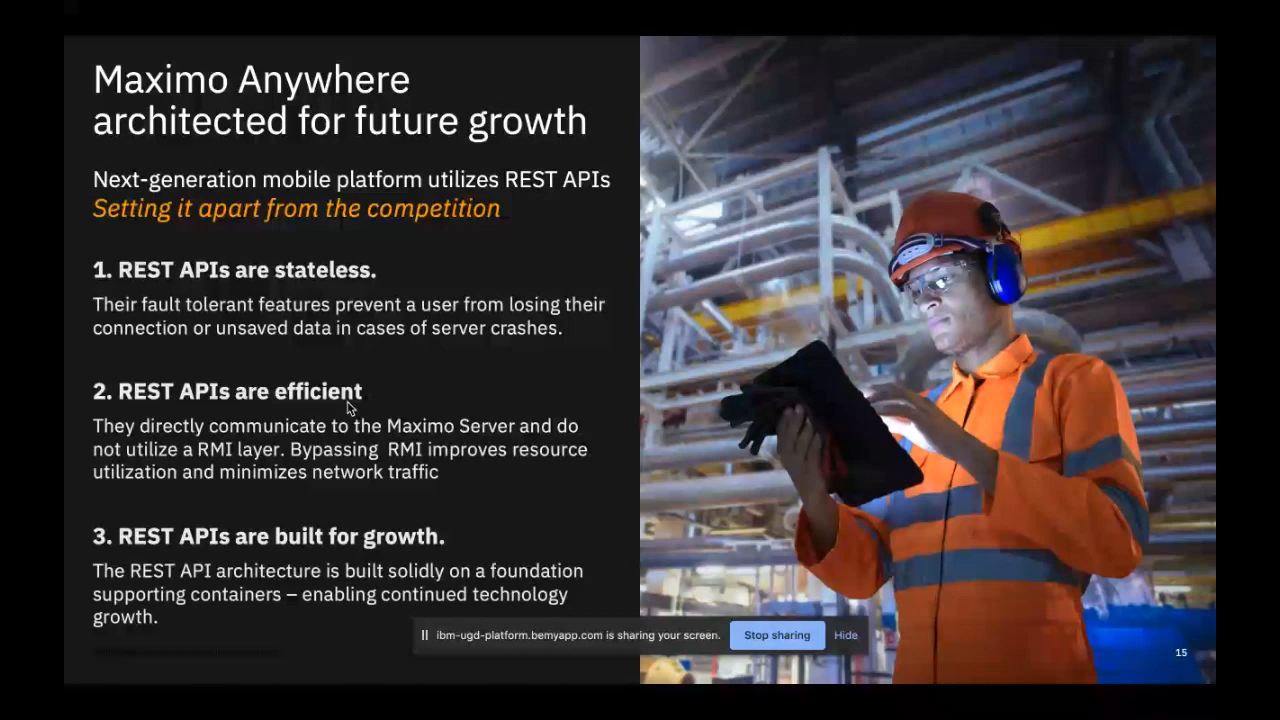 Maximo Anywhere
architected for future growth
Next-generation mobile platform utilizes REST APIs
Setting it apart from the competition
1. REST APIs are stateless.
Their fault tolerant features prevent a user from losing their
connection or unsaved data in cases of server crashes.
2. REST APIs are efficient
They directly communicate to the Maximo Server and do
not utilize a RMI layer. Bypassing  RMI improves resource
utilization and minimizes network traffic
3. REST APIs are built for growth.
The REST API architecture is built solidly on a foundation
supporting containers – enabling continued technology
growth.
ibm-ugd-platform.bemyapp.com is sharing your screen. Stop sharing Hide
15